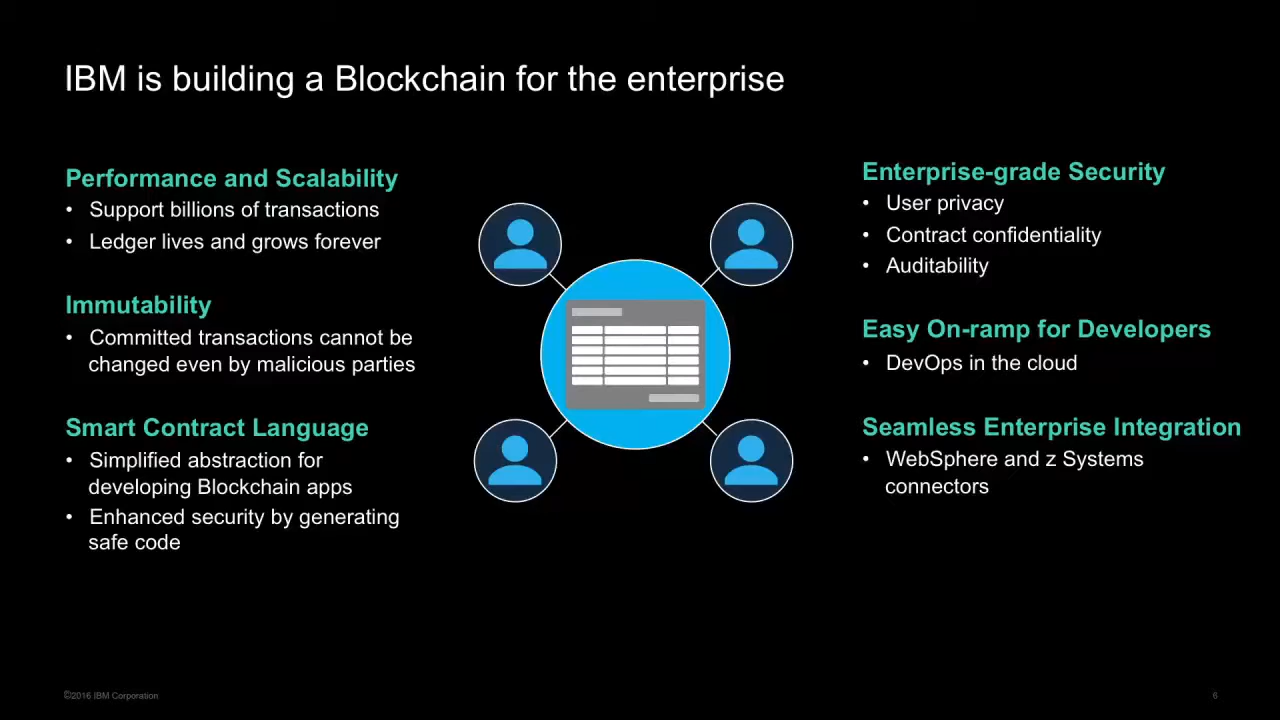 IBM is building a Blockchain for the enterprise
Performance and Scalability
• Support billions of transactions
• Ledger lives and grows forever
Immutability
• Committed transactions cannot be
changed even by malicious parties
Smart Contract Language
• Simplified abstraction for
developing Blockchain apps
• Enhanced security by generating
safe code
Enterprise-grade Security
• User privacy
• Contract confidentiality
• Auditability
Easy On-ramp for Developers
• DevOps in the cloud
Seamless Enterprise Integration
• WebSphere and z Systems
connectors
©2016 IBM Corporation
6